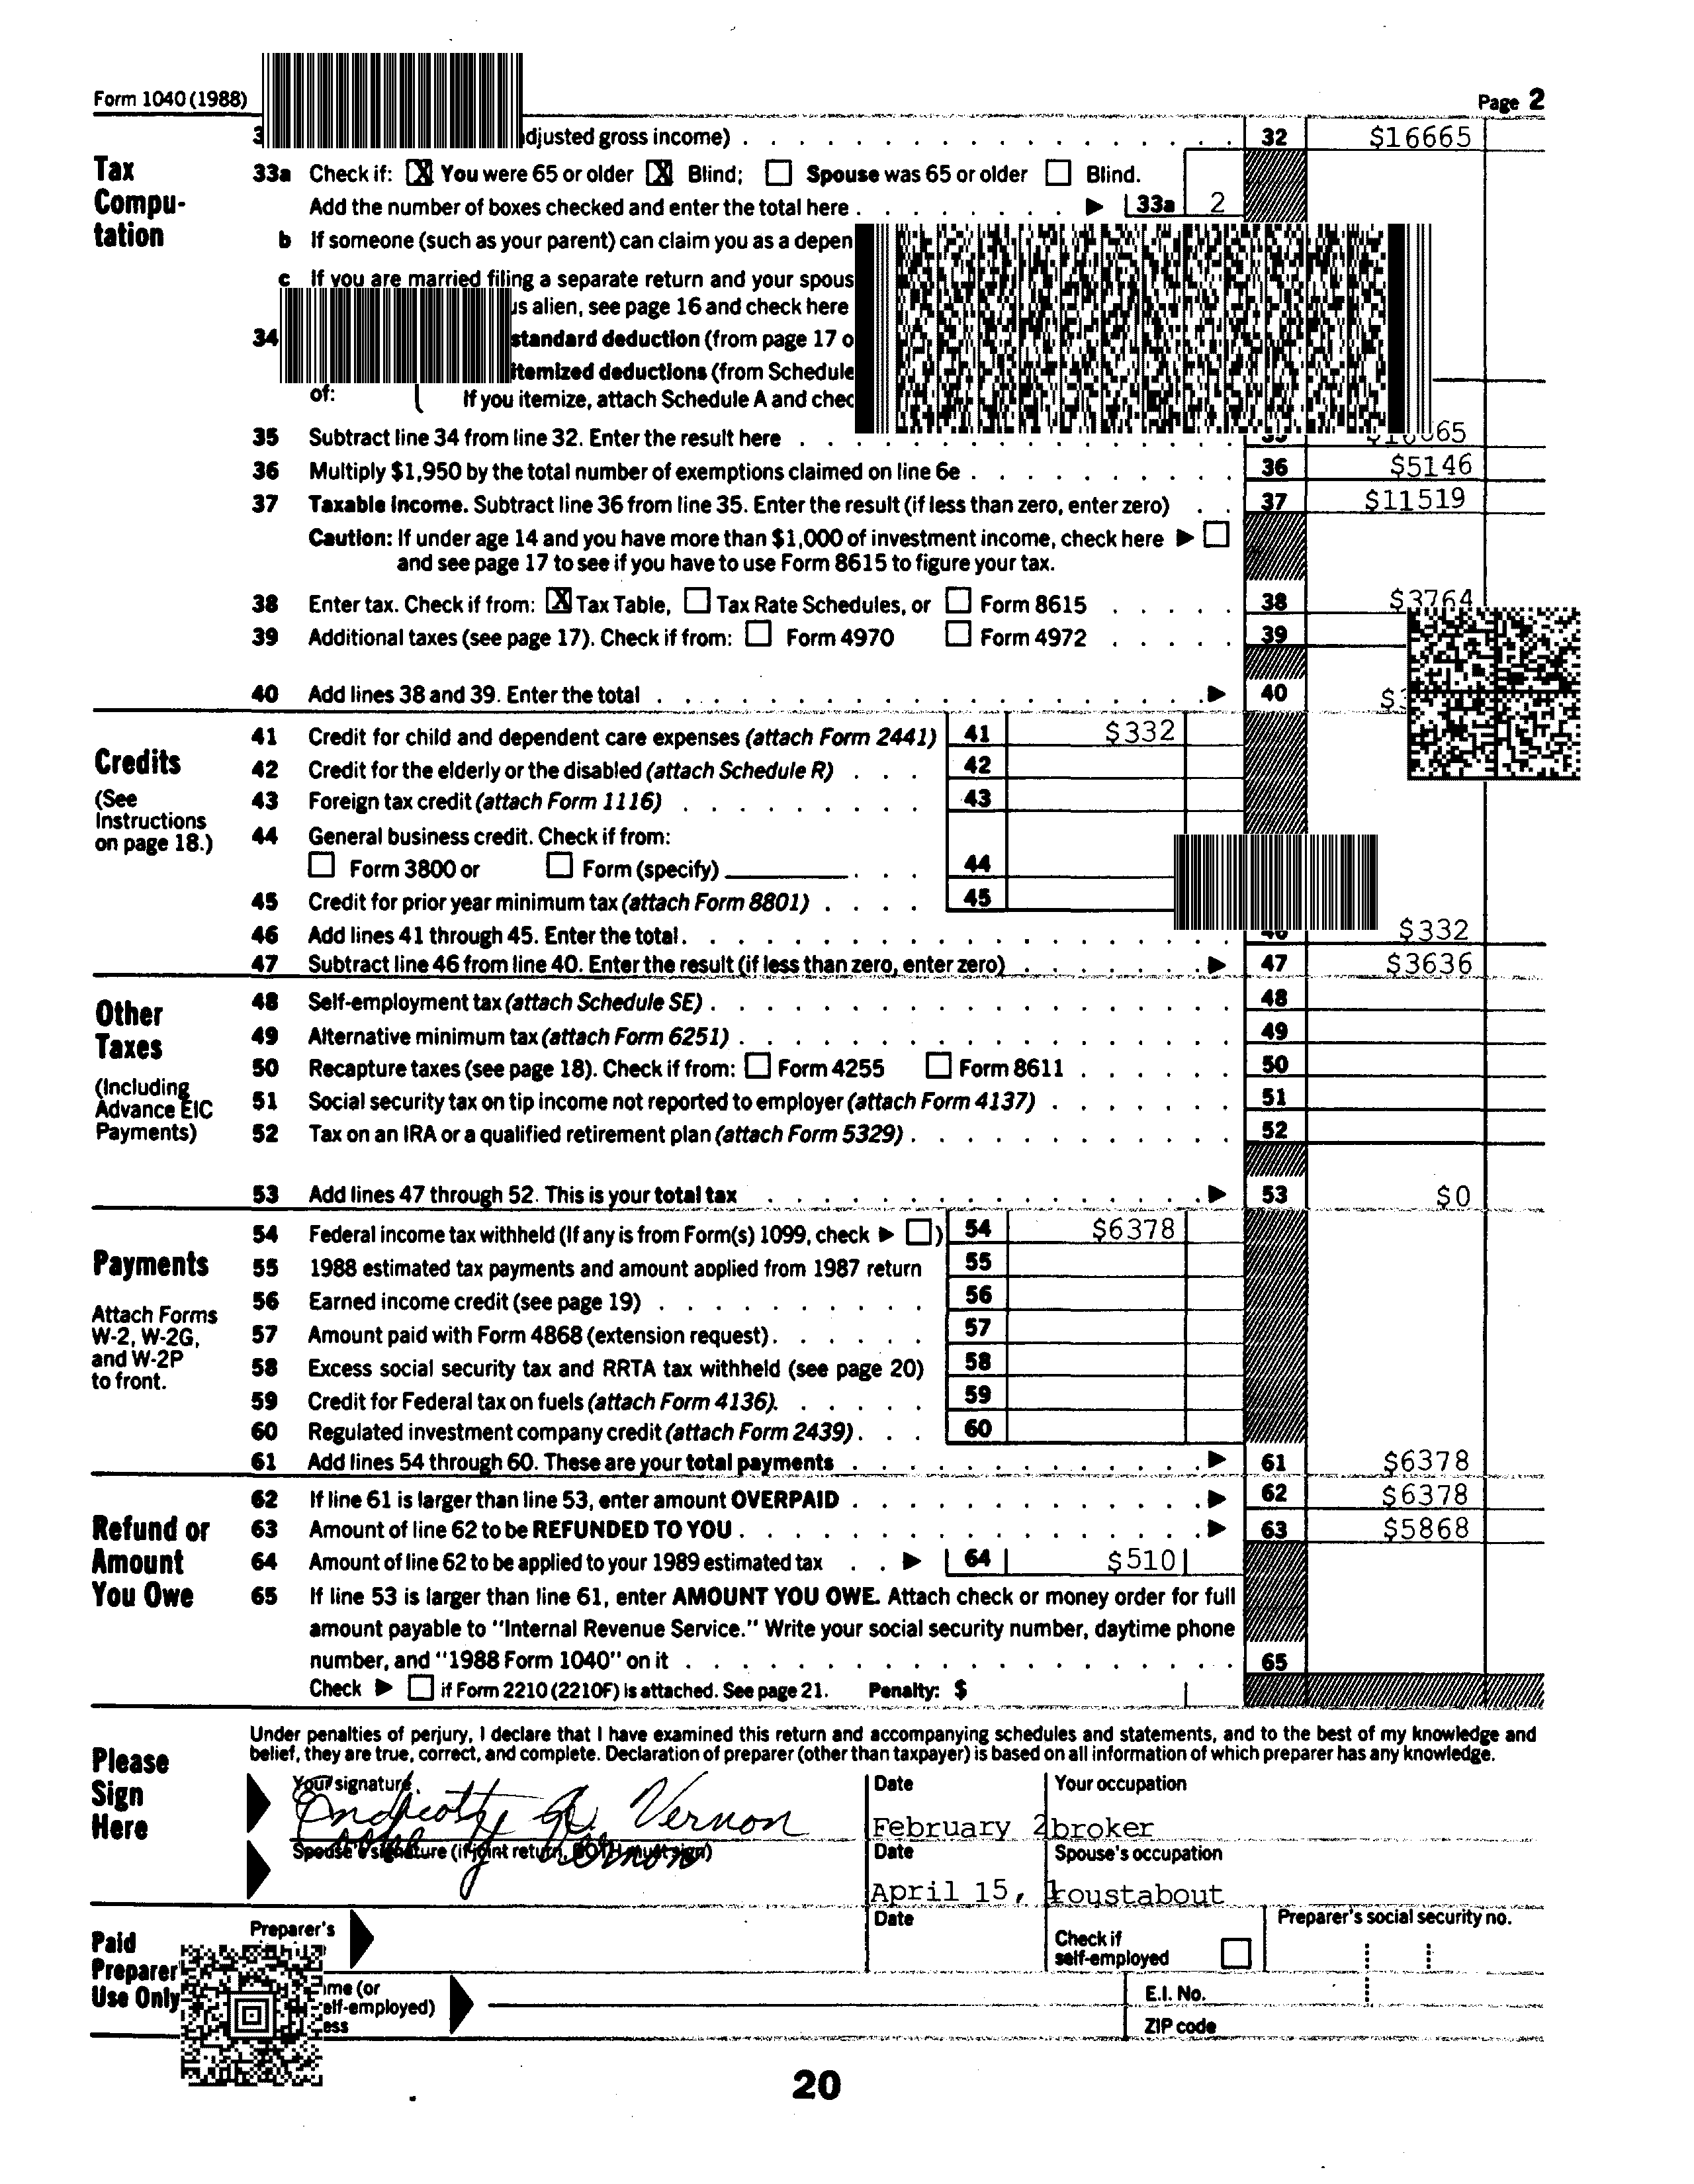 Form 1040 (1988)
Page 2
djusted gross income) 32 $16665
Tax Compu- tation
33a Check if: X You were 65 or older X Blind; Spouse was 65 or older Blind.
Add the number of boxes checked and enter the total here 33a 2
b If someone (such as your parent) can claim you as a depen
c If you are married filing a separate return and your spous
us alien, see page 16 and check here
34 standard deduction (from page 17 o
itemized deductions (from Schedule
of: If you itemize, attach Schedule A and chec
35 Subtract line 34 from line 32. Enter the result here
36 Multiply $1,950 by the total number of exemptions claimed on line 6e 36 $5146
37 Taxable income. Subtract line 36 from line 35. Enter the result (if less than zero, enter zero) 37 $11519
Caution: If under age 14 and you have more than $1,000 of investment income, check here
and see page 17 to see if you have to use Form 8615 to figure your tax.
38 Enter tax. Check if from: X Tax Table, Tax Rate Schedules, or Form 8615 38 $3764
39 Additional taxes (see page 17). Check if from: Form 4970 Form 4972 39
40 Add lines 38 and 39. Enter the total 40
Credits
(See Instructions on page 18.)
41 Credit for child and dependent care expenses (attach Form 2441) 41 $332
42 Credit for the elderly or the disabled (attach Schedule R) 42
43 Foreign tax credit (attach Form 1116) 43
44 General business credit. Check if from:
Form 3800 or Form (specify) 44
45 Credit for prior year minimum tax (attach Form 8801) 45
46 Add lines 41 through 45. Enter the total. $332
47 Subtract line 46 from line 40. Enter the result (if less than zero, enter zero) 47 $3636
Other Taxes
(Including Advance EIC Payments)
48 Self-employment tax (attach Schedule SE) 48
49 Alternative minimum tax (attach Form 6251) 49
50 Recapture taxes (see page 18). Check if from: Form 4255 Form 8611 50
51 Social security tax on tip income not reported to employer (attach Form 4137) 51
52 Tax on an IRA or a qualified retirement plan (attach Form 5329) 52
53 Add lines 47 through 52. This is your total tax 53 $0
Payments
Attach Forms W-2, W-2G, and W-2P to front.
54 Federal income tax withheld (If any is from Form(s) 1099, check ) 54 $6378
55 1988 estimated tax payments and amount applied from 1987 return 55
56 Earned income credit (see page 19) 56
57 Amount paid with Form 4868 (extension request) 57
58 Excess social security tax and RRTA tax withheld (see page 20) 58
59 Credit for Federal tax on fuels (attach Form 4136) 59
60 Regulated investment company credit (attach Form 2439) 60
61 Add lines 54 through 60. These are your total payments 61 $6378
Refund or Amount You Owe
62 If line 61 is larger than line 53, enter amount OVERPAID 62 $6378
63 Amount of line 62 to be REFUNDED TO YOU 63 $5868
64 Amount of line 62 to be applied to your 1989 estimated tax 64 $510
65 If line 53 is larger than line 61, enter AMOUNT YOU OWE. Attach check or money order for full
amount payable to "Internal Revenue Service." Write your social security number, daytime phone
number, and "1988 Form 1040" on it 65
Check if Form 2210 (2210F) is attached. See page 21. Penalty: $
Please Sign Here
Under penalties of perjury, I declare that I have examined this return and accompanying schedules and statements, and to the best of my knowledge and
belief, they are true, correct, and complete. Declaration of preparer (other than taxpayer) is based on all information of which preparer has any knowledge.
Your signature Date Your occupation
Vernon February 2 broker
Spouse's signature (if joint return, BOTH must sign) Date Spouse's occupation
Vernon April 15, 1 roustabout
Paid Preparer Use Only
Preparer's Date Check if self-employed Preparer's social security no.
elf-employed) E.I. No.
ess ZIP code
20